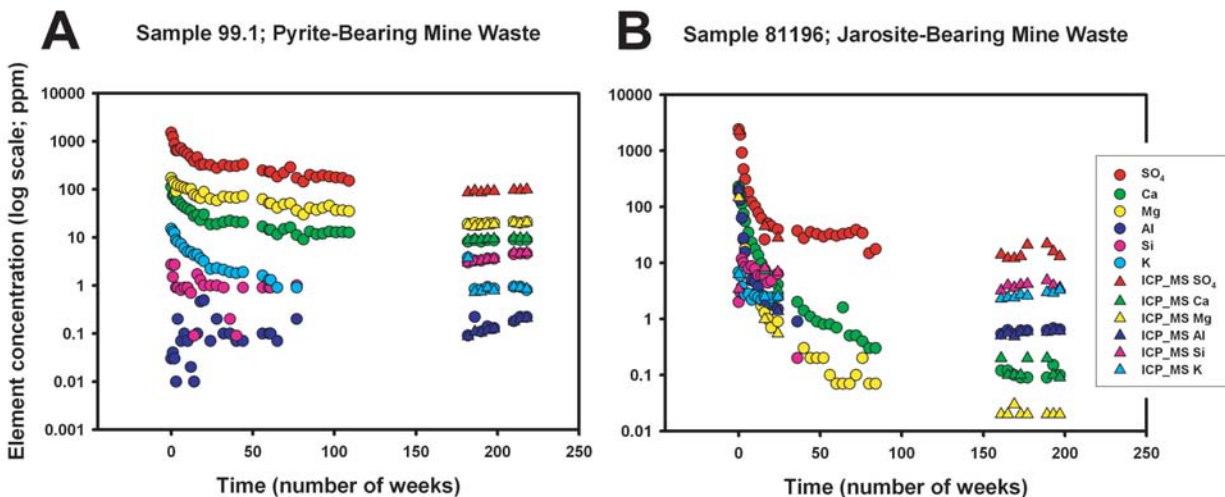 A
Sample 99.1; Pyrite-Bearing Mine Waste
Element concentration (log scale; ppm)
10000
1000
100
10
1
0.1
0.01
0.001
0
50
100
150
200
250
Time (number of weeks)
B
Sample 81196; Jarosite-Bearing Mine Waste
10000
1000
100
10
1
0.1
0.01
0
50
100
150
200
250
Time (number of weeks)
SO₄
Ca
Mg
Al
Si
K
ICP_MS SO₄
ICP_MS Ca
ICP_MS Mg
ICP_MS Al
ICP_MS Si
ICP_MS K